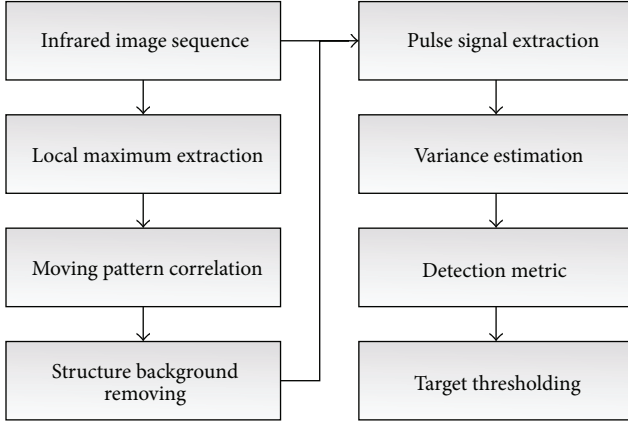 Infrared image sequence
Local maximum extraction
Moving pattern correlation
Structure background
removing
Pulse signal extraction
Variance estimation
Detection metric
Target thresholding